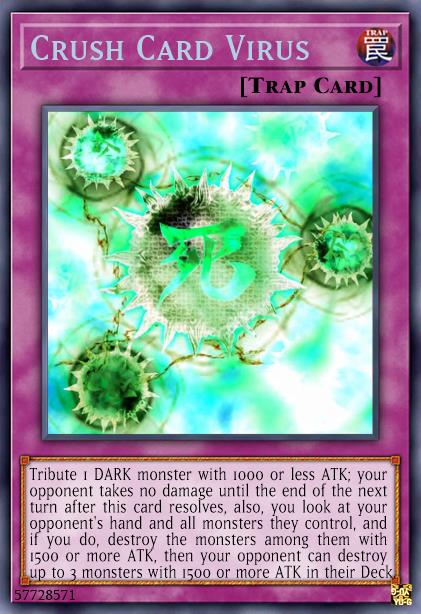 Crush Card Virus
TRAP
罠
[Trap Card]
死
Tribute 1 DARK monster with 1000 or less ATK; your
opponent takes no damage until the end of the next
turn after this card resolves, also, you look at your
opponent's hand and all monsters they control, and
if you do, destroy the monsters among them with
1500 or more ATK, then your opponent can destroy
up to 3 monsters with 1500 or more ATK in their Deck
57728571